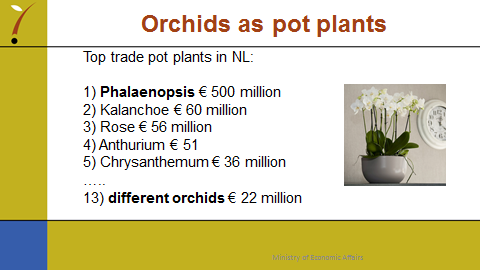 Orchids as pot plants
Top trade pot plants in NL:
1) Phalaenopsis € 500 million
2) Kalanchoe € 60 million
3) Rose € 56 million
4) Anthurium € 51
5) Chrysanthemum € 36 million
…..
13) different orchids € 22 million
Ministry of Economic Affairs